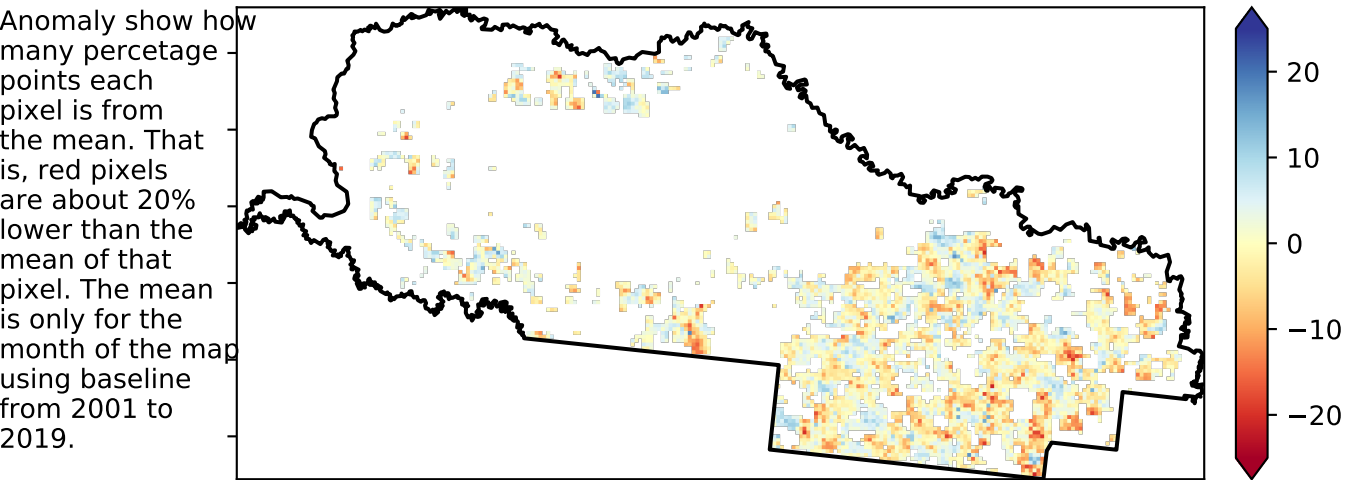 Anomaly show how
many percetage
points each
pixel is from
the mean. That
is, red pixels
are about 20%
lower than the
mean of that
pixel. The mean
is only for the
month of the map
using baseline
from 2001 to
2019.
20
10
0
−10
−20